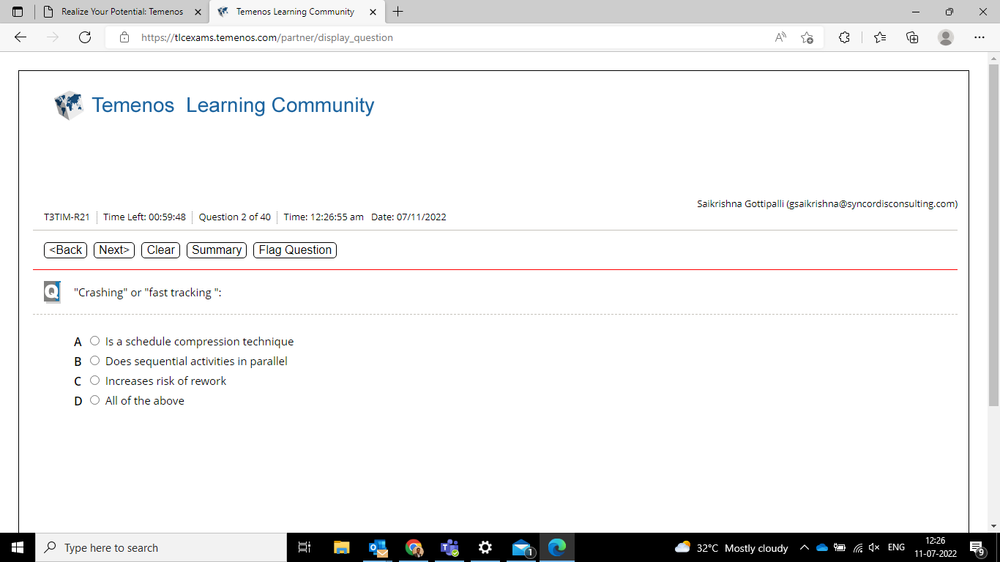 Realize Your Potential: Temenos
Temenos Learning Community
https://tlcexams.temenos.com/partner/display_question
Temenos Learning Community
Saikrishna Gottipalli (gsaikrishna@syncordisconsulting.com)
T3TIM-R21 Time Left: 00:59:48 Question 2 of 40 Time: 12:26:55 am Date: 07/11/2022
<Back Next> Clear Summary Flag Question
Q "Crashing" or "fast tracking ":
A Is a schedule compression technique
B Does sequential activities in parallel
C Increases risk of rework
D All of the above
Type here to search
32°C Mostly cloudy
ENG
12:26
11-07-2022
1
9